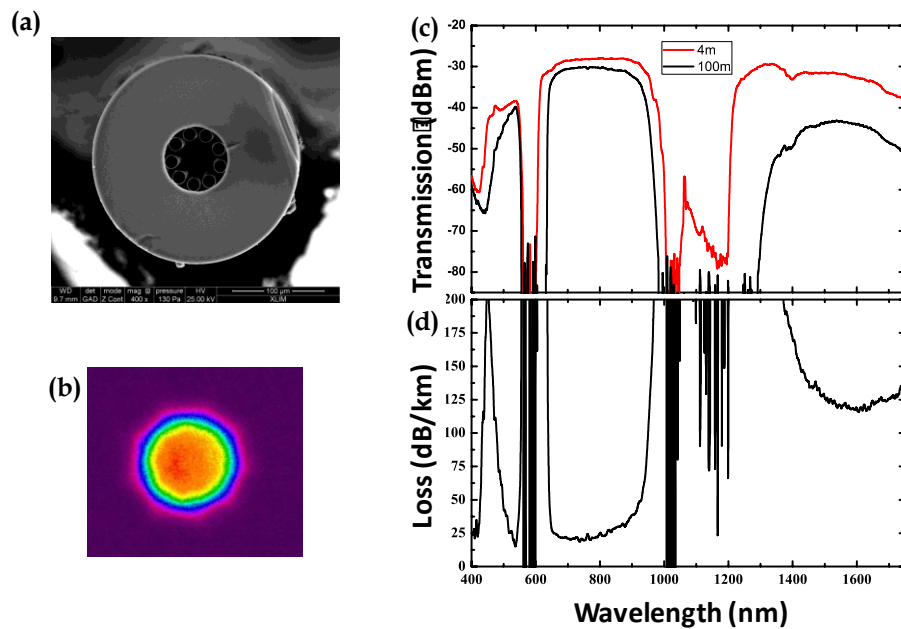 (a)
WD det mode mag pressure HV 100 µm
9.7 mm GAD Z Cont 400 x 130 Pa 25.00 kV XLIM
(b)
(c)
Transmission (dBm)
-20
-30
-40
-50
-60
-70
-80
4m
100m
(d)
Loss (dB/km)
200
175
150
125
100
75
50
25
0
400 600 800 1000 1200 1400 1600
Wavelength (nm)